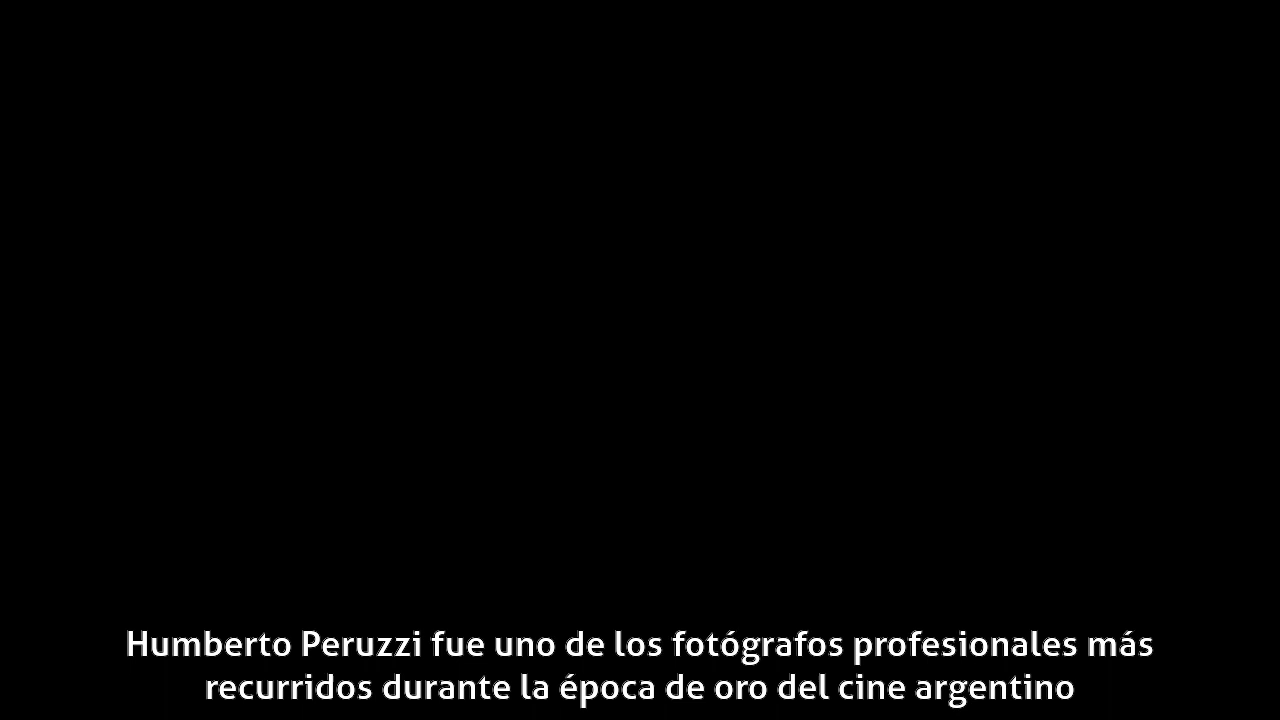 Humberto Peruzzi fue uno de los fotógrafos profesionales más
recurridos durante la época de oro del cine argentino